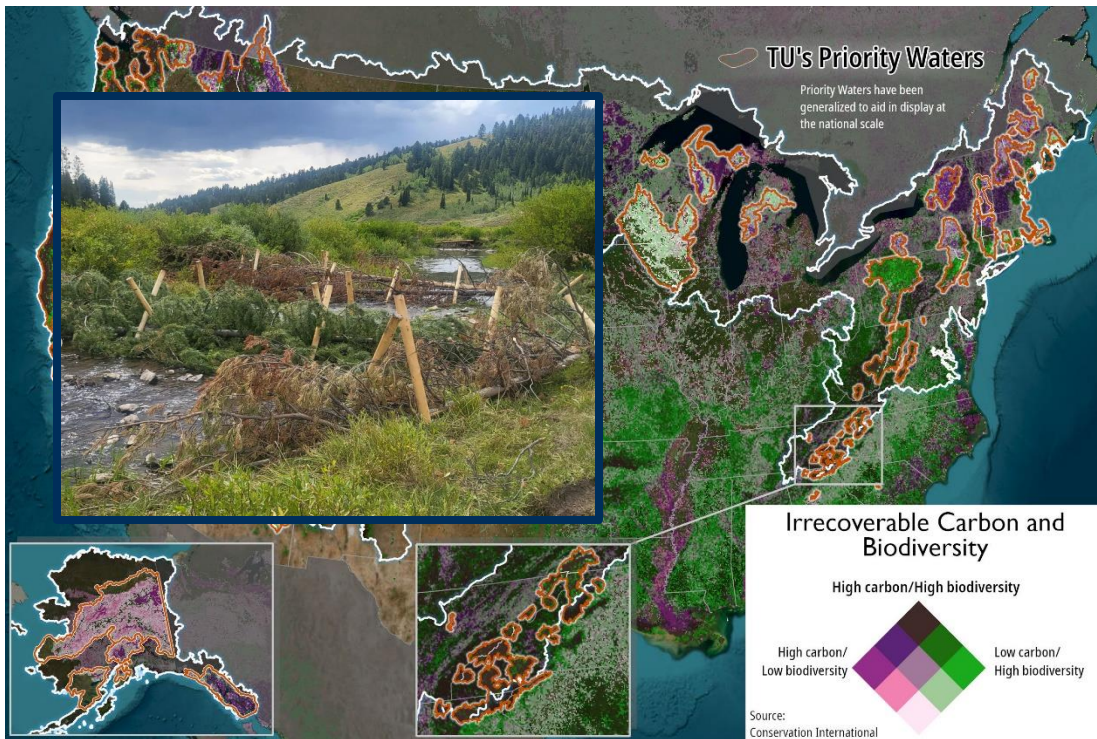 TU's Priority Waters
Priority Waters have been
generalized to aid in display at
the national scale
Irrecoverable Carbon and
Biodiversity
High carbon/High biodiversity
High carbon/
Low biodiversity
Low carbon/
High biodiversity
Source:
Conservation International